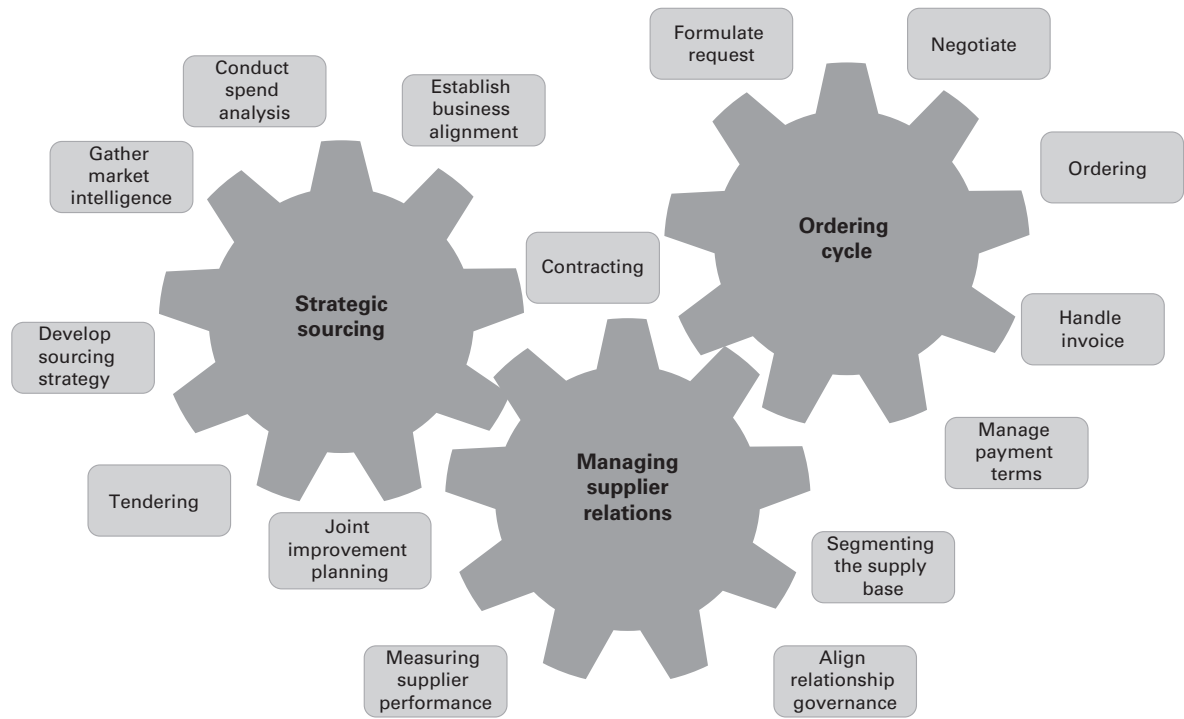 Formulate
request
Negotiate
Conduct
spend
analysis
Establish
business
alignment
Gather
market
intelligence
Ordering
Ordering
cycle
Contracting
Strategic
sourcing
Handle
invoice
Develop
sourcing
strategy
Manage
payment
terms
Managing
supplier
relations
Tendering
Joint
improvement
planning
Segmenting
the supply
base
Measuring
supplier
performance
Align
relationship
governance